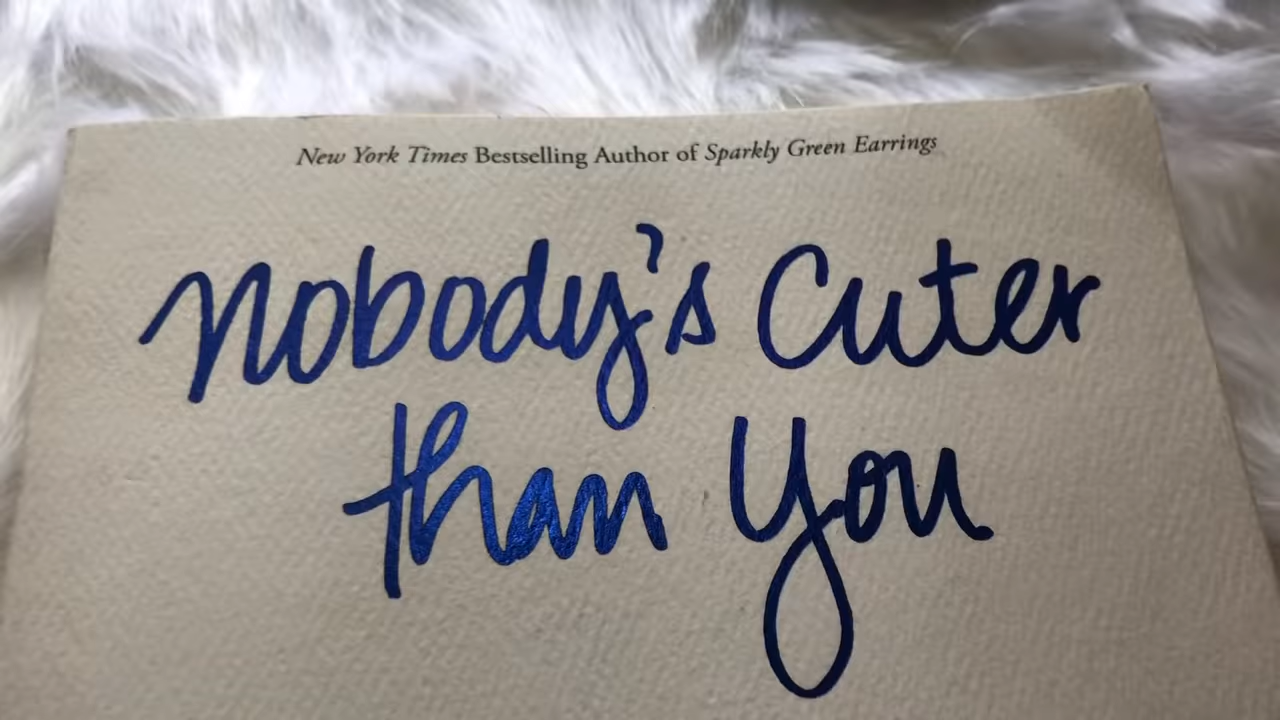 New York Times Bestselling Author of Sparkly Green Earrings
nobody's Cuter
than You